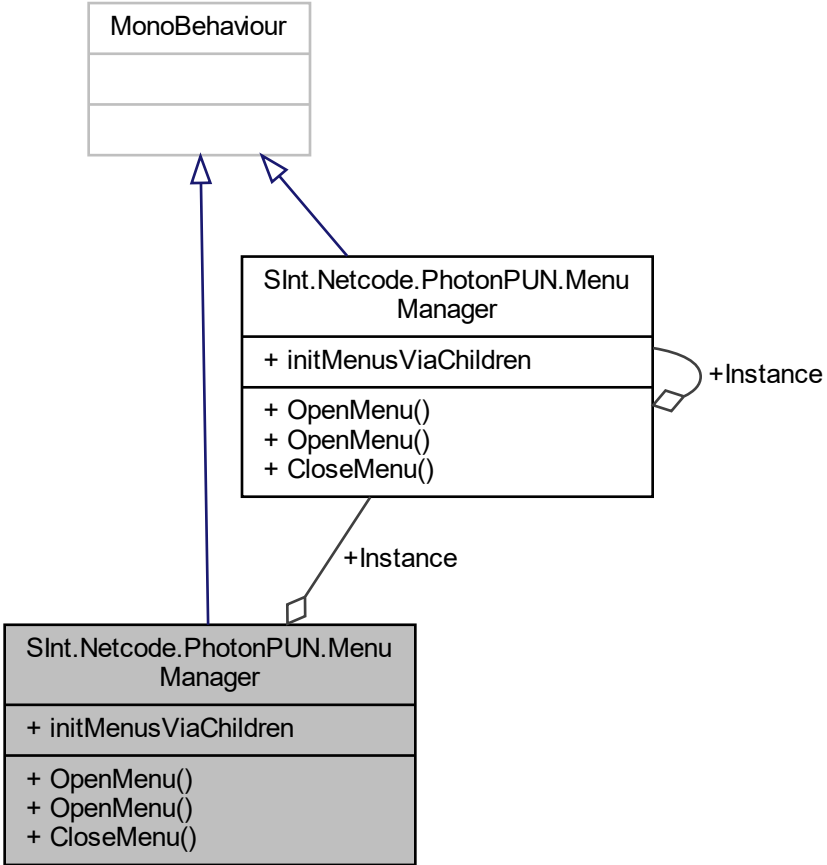 MonoBehaviour
SInt.Netcode.PhotonPUN.Menu
Manager
+ initMenusViaChildren
+ OpenMenu()
+ OpenMenu()
+ CloseMenu()
+Instance
+Instance
SInt.Netcode.PhotonPUN.Menu
Manager
+ initMenusViaChildren
+ OpenMenu()
+ OpenMenu()
+ CloseMenu()